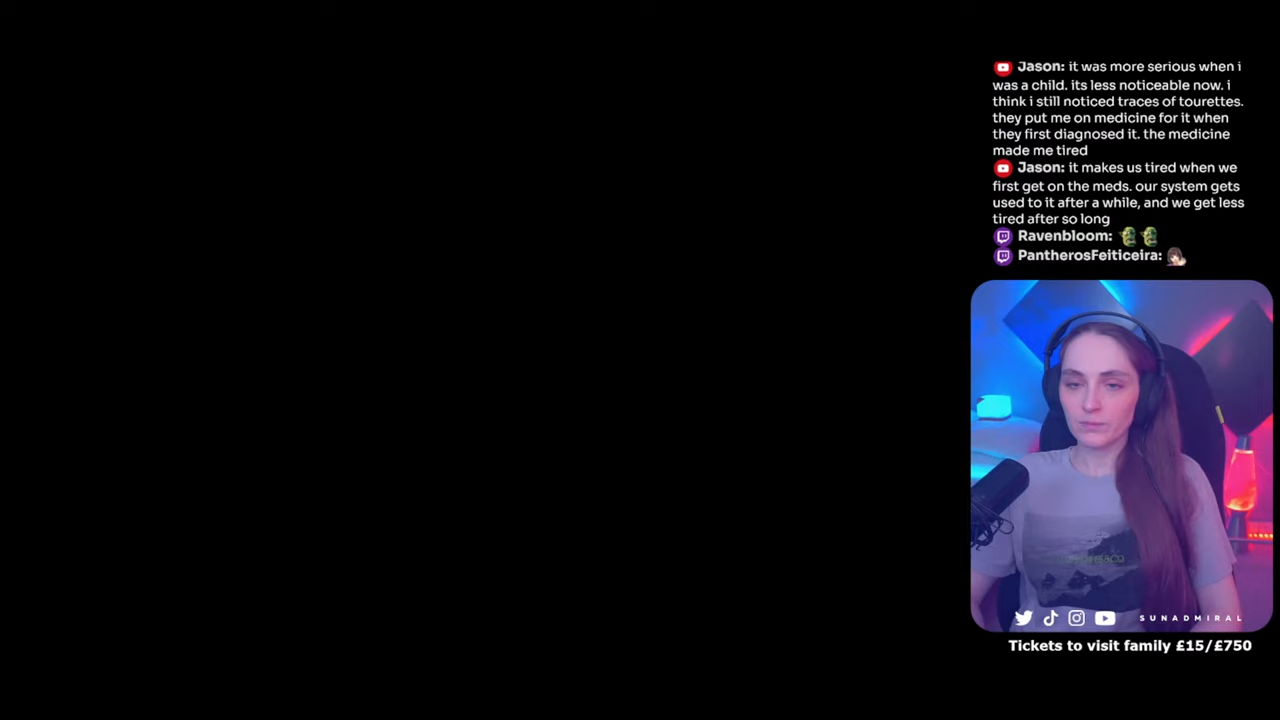 Jason: it was more serious when i
was a child. its less noticeable now. i
think i still noticed traces of tourettes.
they put me on medicine for it when
they first diagnosed it. the medicine
made me tired
Jason: it makes us tired when we
first get on the meds. our system gets
used to it after a while, and we get less
tired after so long
Ravenbloom:
PantherosFeiticeira:
SUNADMIRAL
Tickets to visit family £15/£750